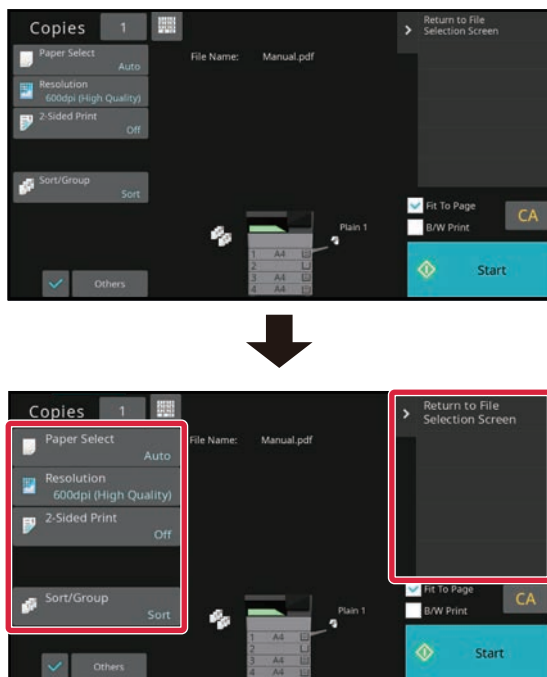 Copies 1
Return to File
Selection Screen
Paper Select
Auto
File Name: Manual.pdf
Resolution
600dpi (High Quality)
2-Sided Print
Off
Sort/Group
Sort
Fit To Page
CA
Plain 1
B/W Print
1 A4
2
3 A4
4 A4
Start
Others
Copies 1
Return to File
Selection Screen
Paper Select
Auto
File Name: Manual.pdf
Resolution
600dpi (High Quality)
2-Sided Print
Off
Sort/Group
Sort
Fit To Page
CA
Plain 1
B/W Print
1 A4
2
3 A4
4 A4
Start
Others